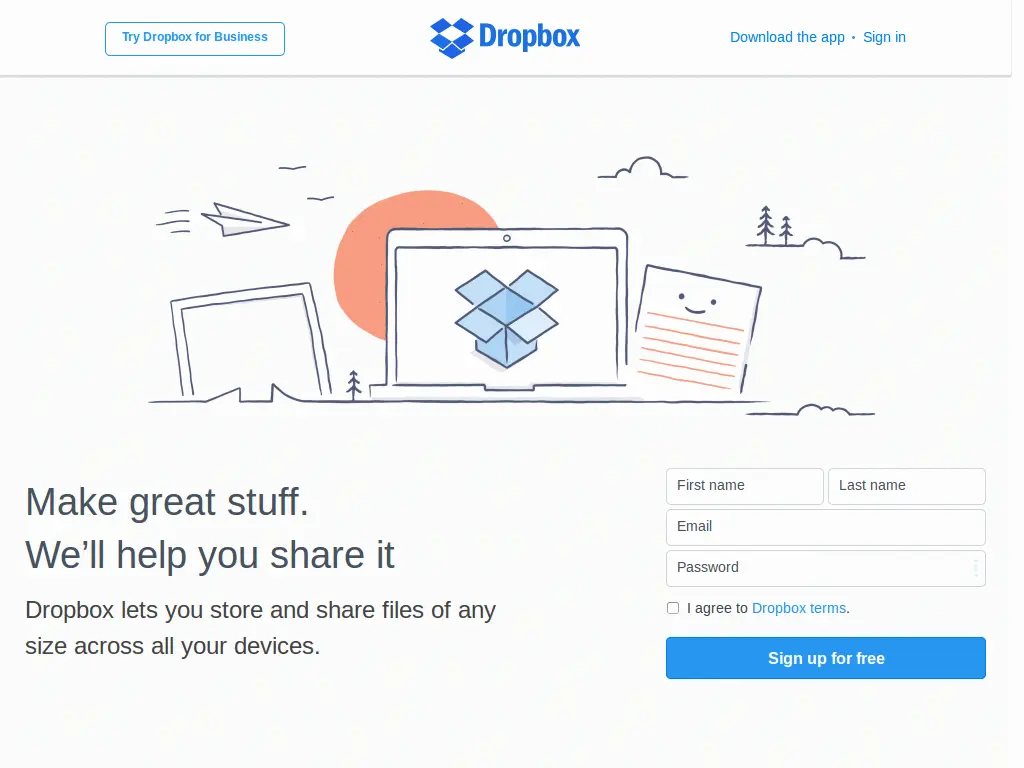 Try Dropbox for Business
Dropbox
Download the app • Sign in
Make great stuff.
We’ll help you share it
Dropbox lets you store and share files of any
size across all your devices.
First name
Last name
Email
Password
I agree to Dropbox terms.
Sign up for free